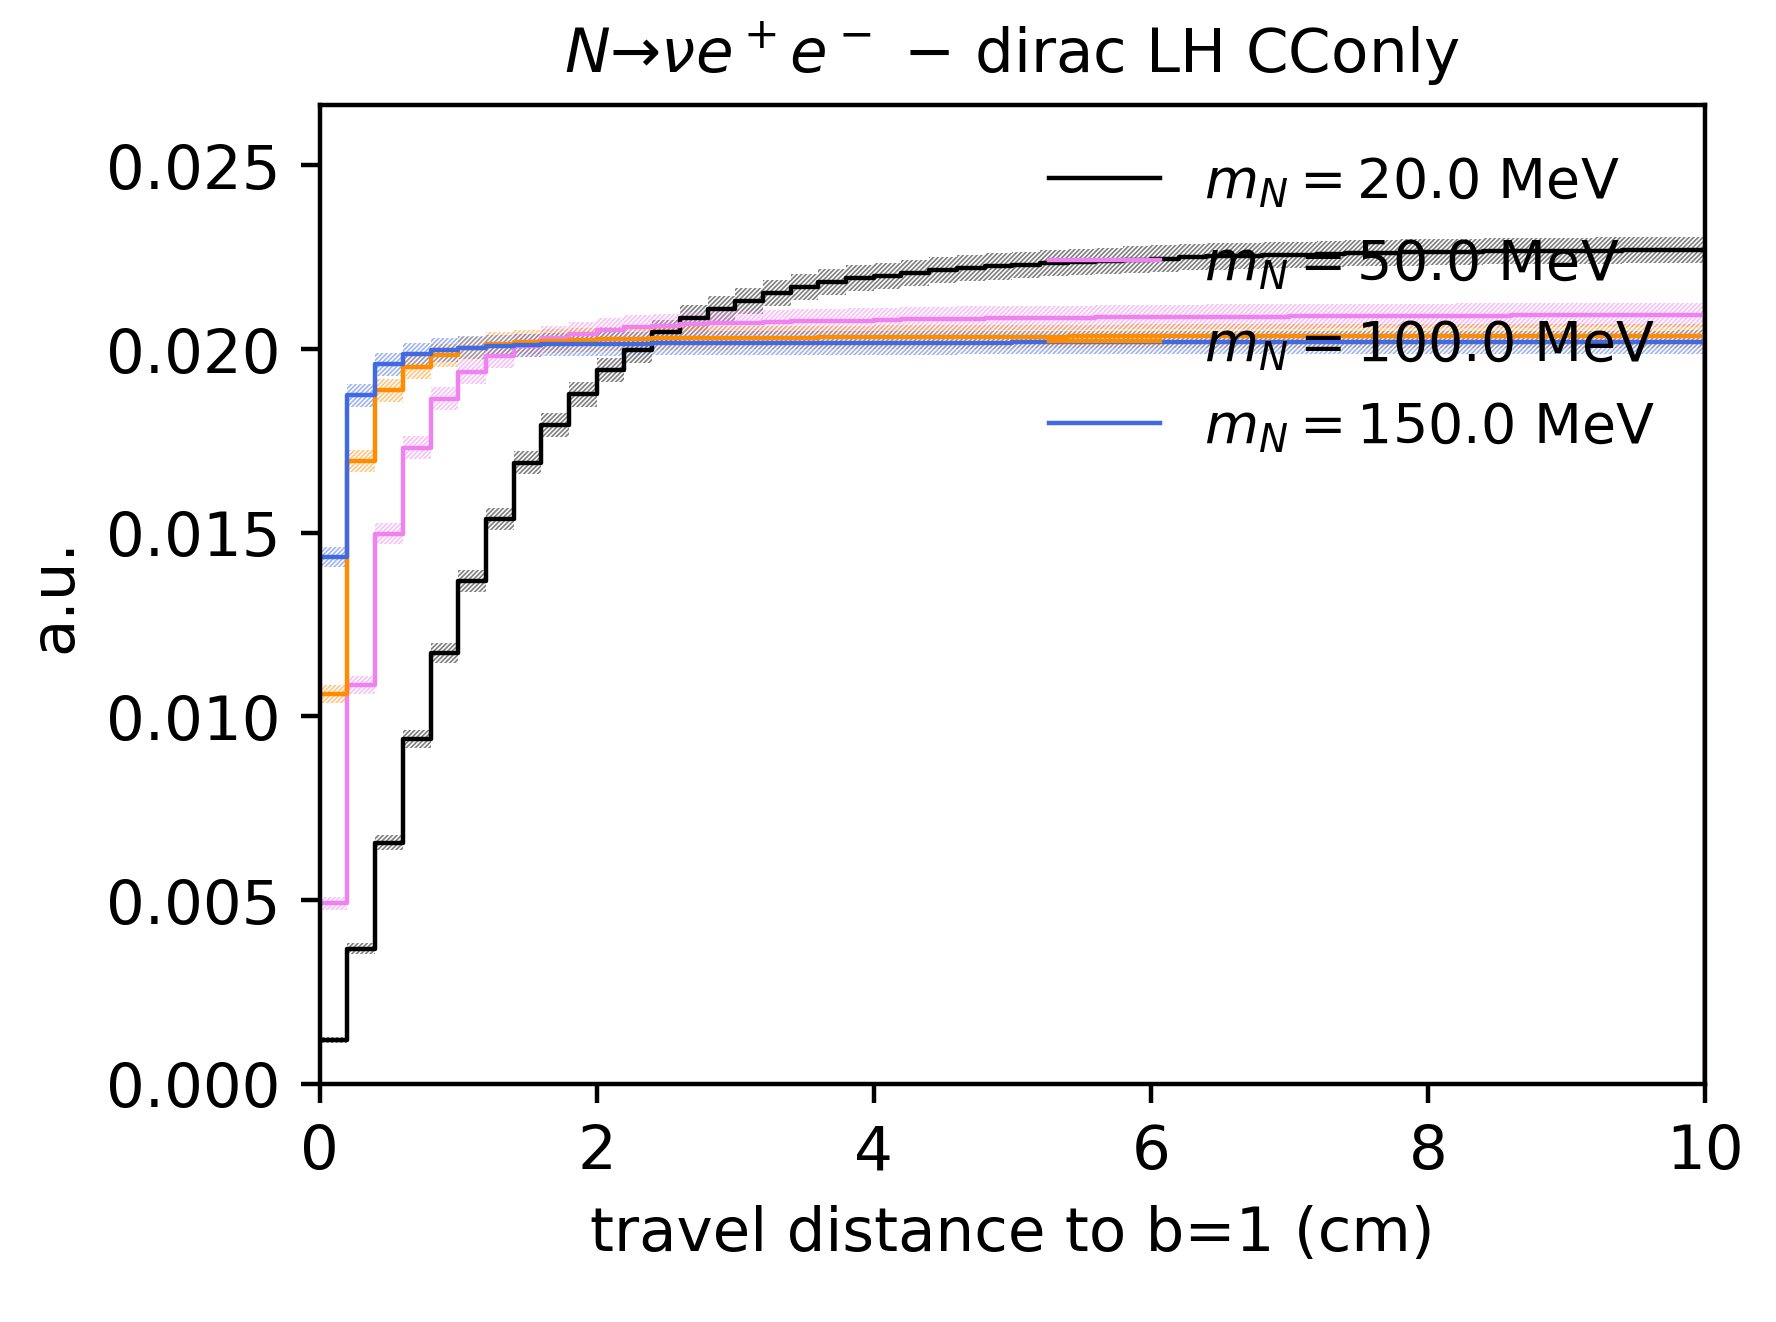 N→νe⁺e⁻ − dirac LH CConly
0.025
0.020
0.015
0.010
0.005
0.000
a.u.
m_N = 20.0 MeV
m_N = 50.0 MeV
m_N = 100.0 MeV
m_N = 150.0 MeV
0 2 4 6 8 10
travel distance to b=1 (cm)